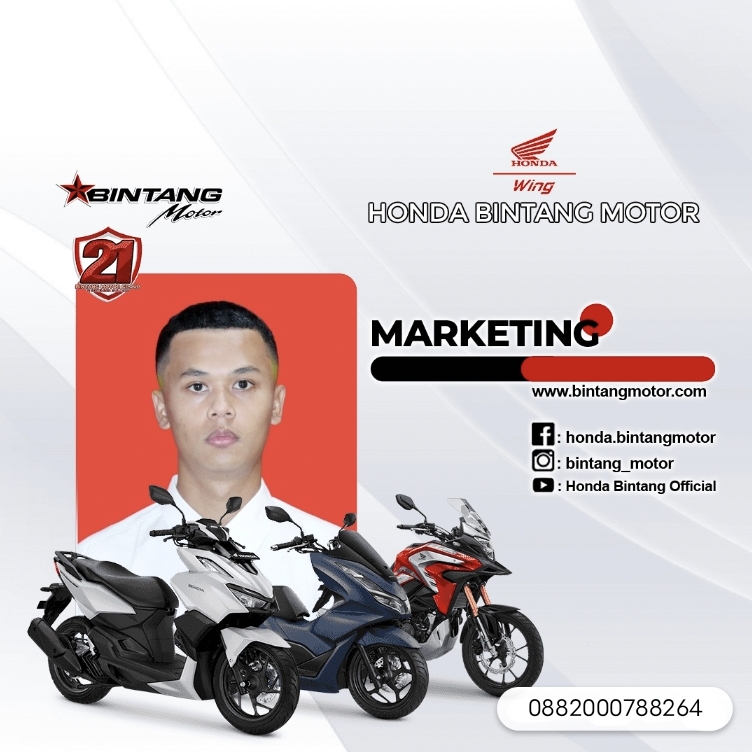 BINTANG
Motor
HONDA
Wing
HONDA BINTANG MOTOR
21
MARKETING
www.bintangmotor.com
: honda.bintangmotor
: bintang_motor
: Honda Bintang Official
0882000788264